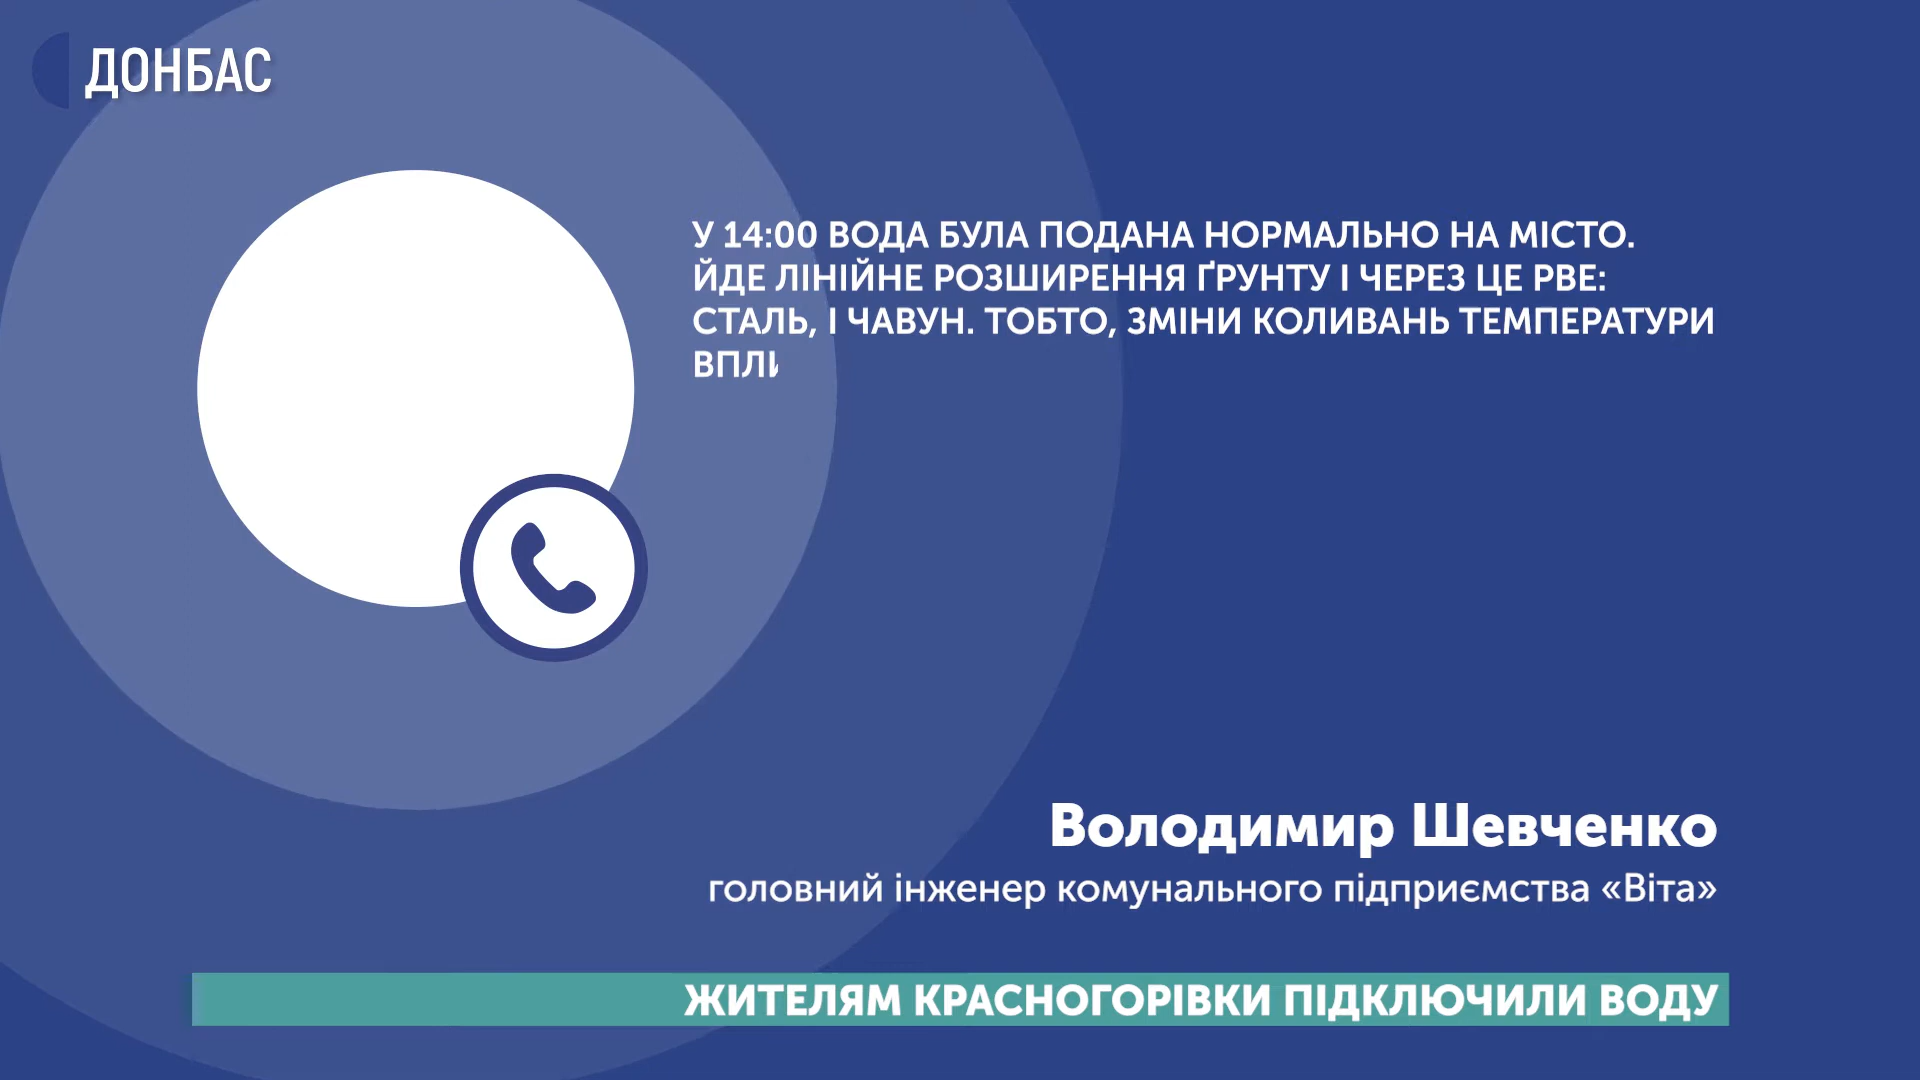 ДОНБАС
У 14:00 ВОДА БУЛА ПОДАНА НОРМАЛЬНО НА МІСТО.
ЙДЕ ЛІНІЙНЕ РОЗШИРЕННЯ ҐРУНТУ І ЧЕРЕЗ ЦЕ РВЕ:
СТАЛЬ, І ЧАВУН. ТОБТО, ЗМІНИ КОЛИВАНЬ ТЕМПЕРАТУРИ
Володимир Шевченко
головний інженер комунального підприємства «Віта»
ЖИТЕЛЯМ КРАСНОГОРІВКИ ПІДКЛЮЧИЛИ ВОДУ